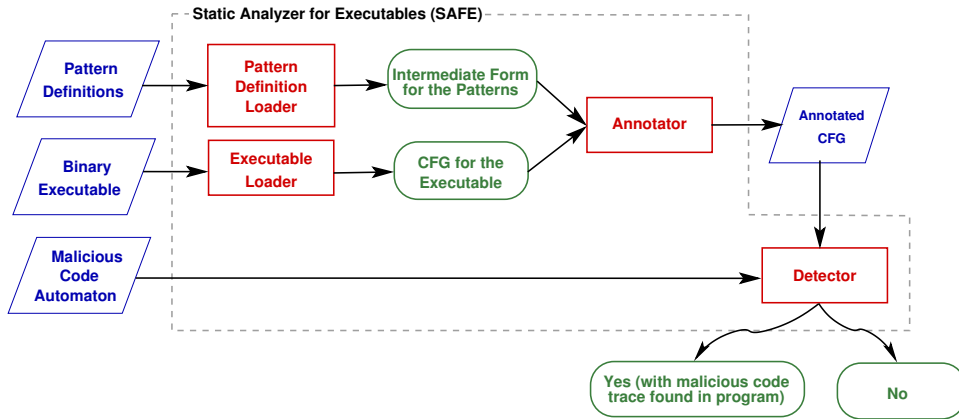 Static Analyzer for Executables (SAFE)
Pattern
Definitions
Pattern
Definition
Loader
Intermediate Form
for the Patterns
Annotator
Annotated
CFG
Binary
Executable
Executable
Loader
CFG for the
Executable
Malicious
Code
Automaton
Detector
Yes (with malicious code
trace found in program)
No